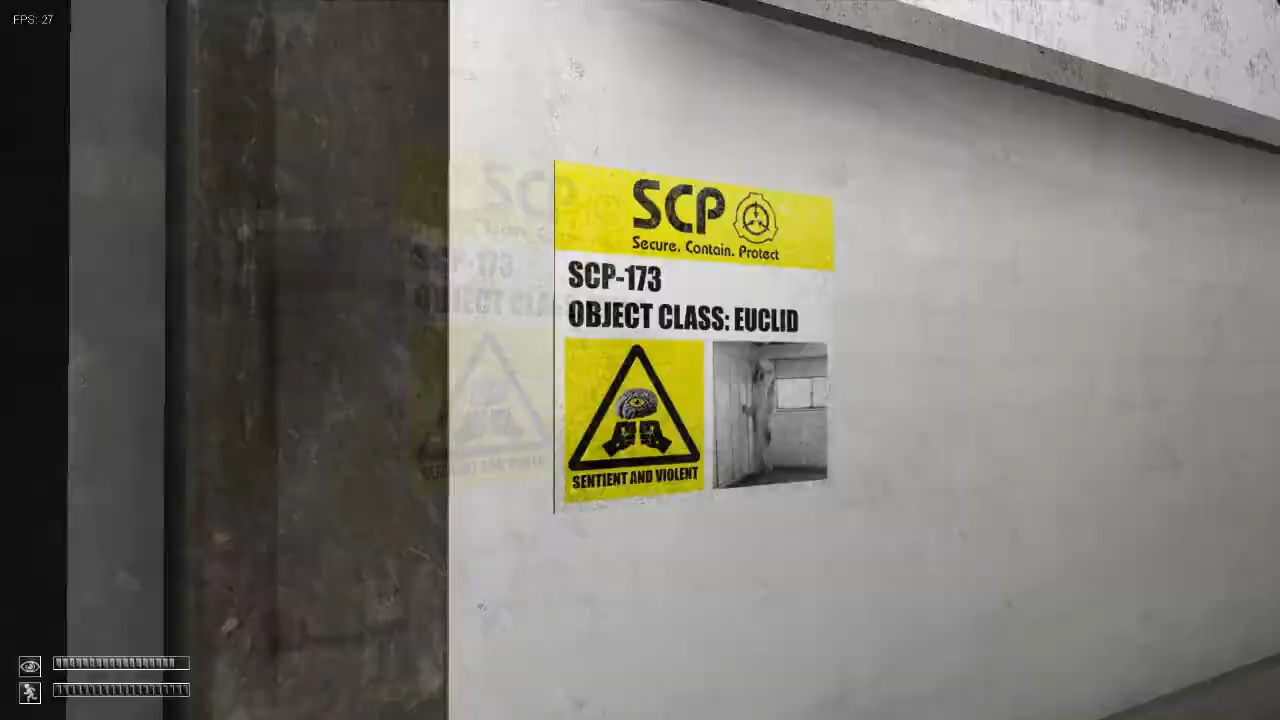 FPS: 27
SCP
Secure. Contain. Protect
SCP-173
OBJECT CLASS: EUCLID
SENTIENT AND VIOLENT